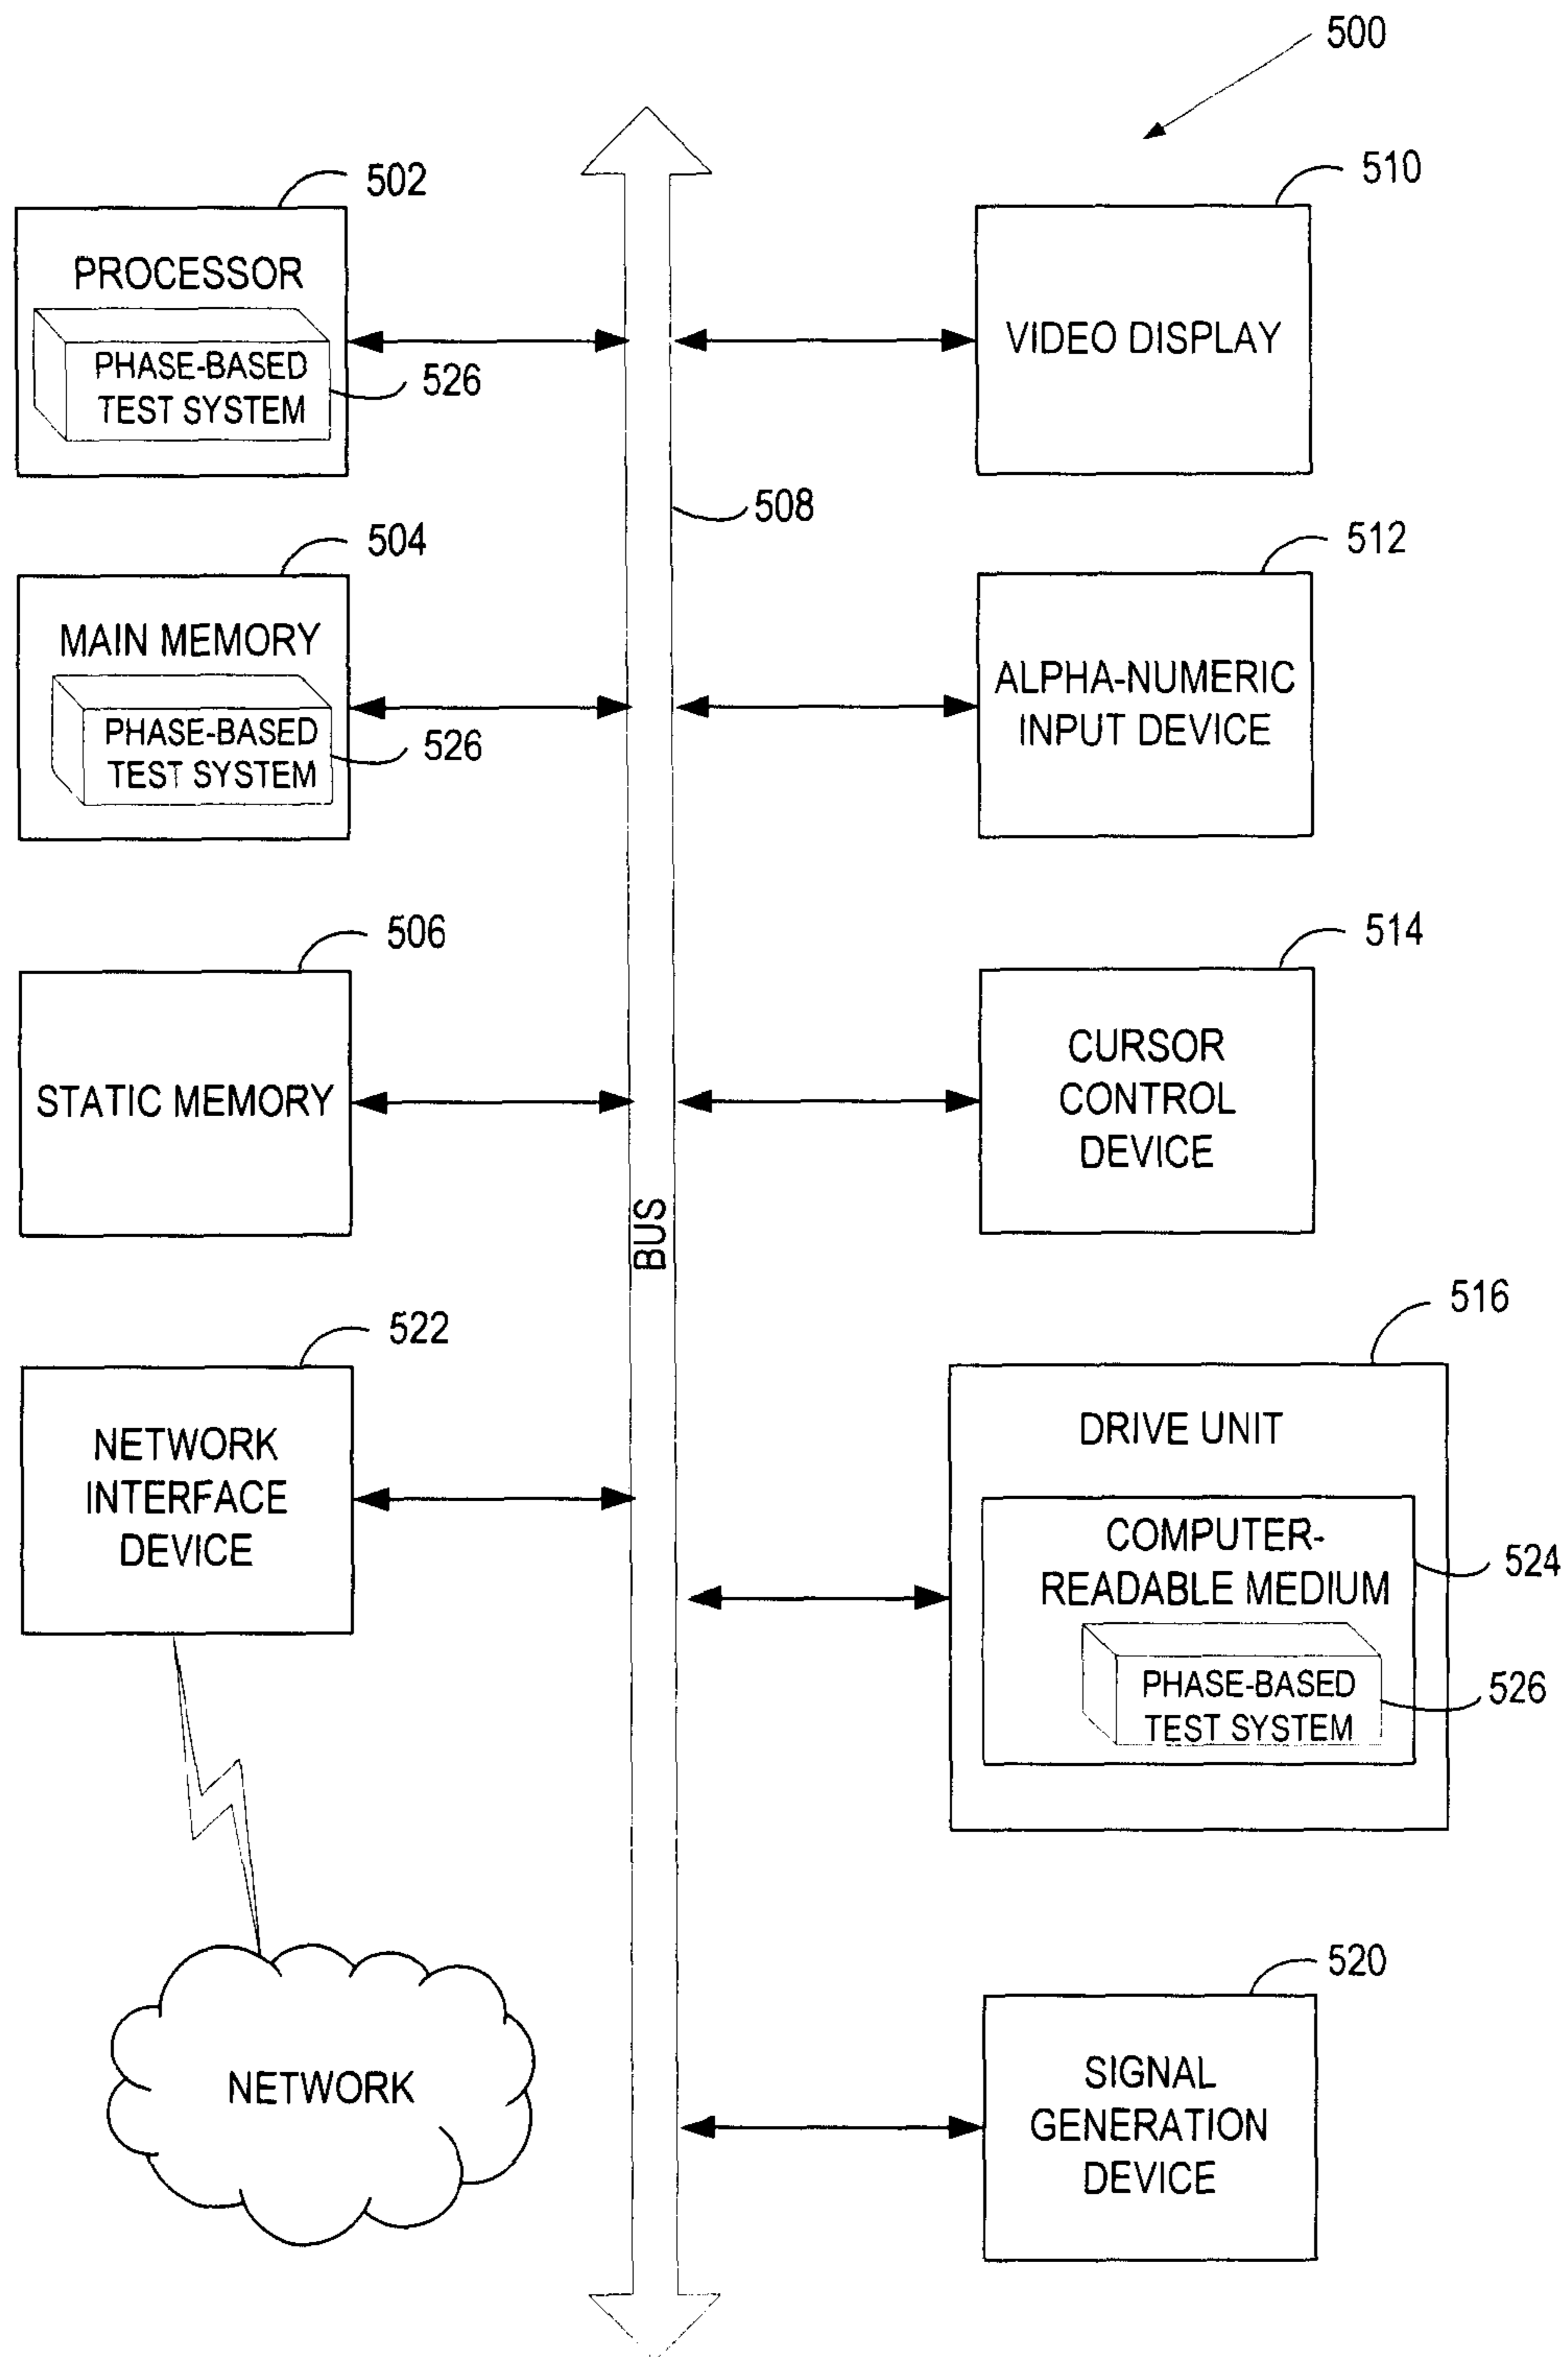 500
502
PROCESSOR
PHASE-BASED
TEST SYSTEM
526
510
VIDEO DISPLAY
508
504
MAIN MEMORY
PHASE-BASED
TEST SYSTEM
526
512
ALPHA-NUMERIC
INPUT DEVICE
506
STATIC MEMORY
514
CURSOR
CONTROL
DEVICE
BUS
522
NETWORK
INTERFACE
DEVICE
516
DRIVE UNIT
COMPUTER-
READABLE MEDIUM
524
PHASE-BASED
TEST SYSTEM
526
NETWORK
520
SIGNAL
GENERATION
DEVICE